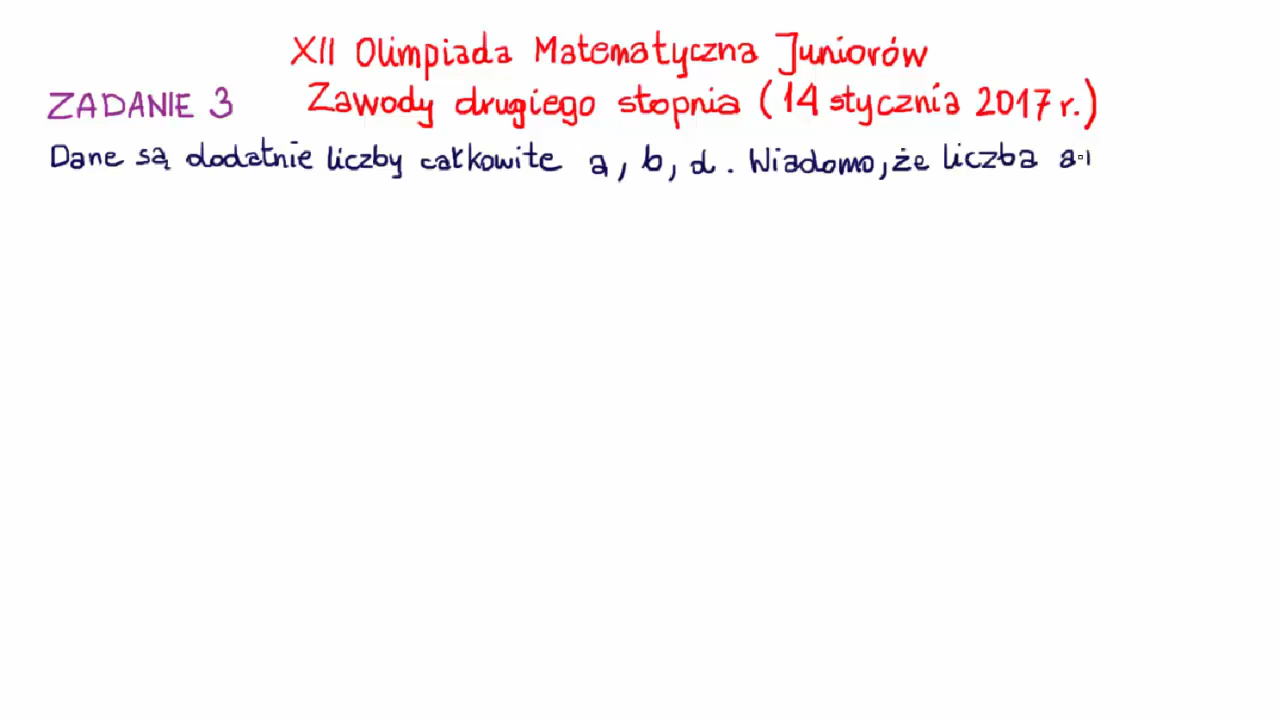 XII Olimpiada Matematyczna Juniorów
ZADANIE 3 Zawody drugiego stopnia (14 stycznia 2017 r.)
Dane są dodatnie liczby całkowite a, b, d. Wiadomo, że liczba a